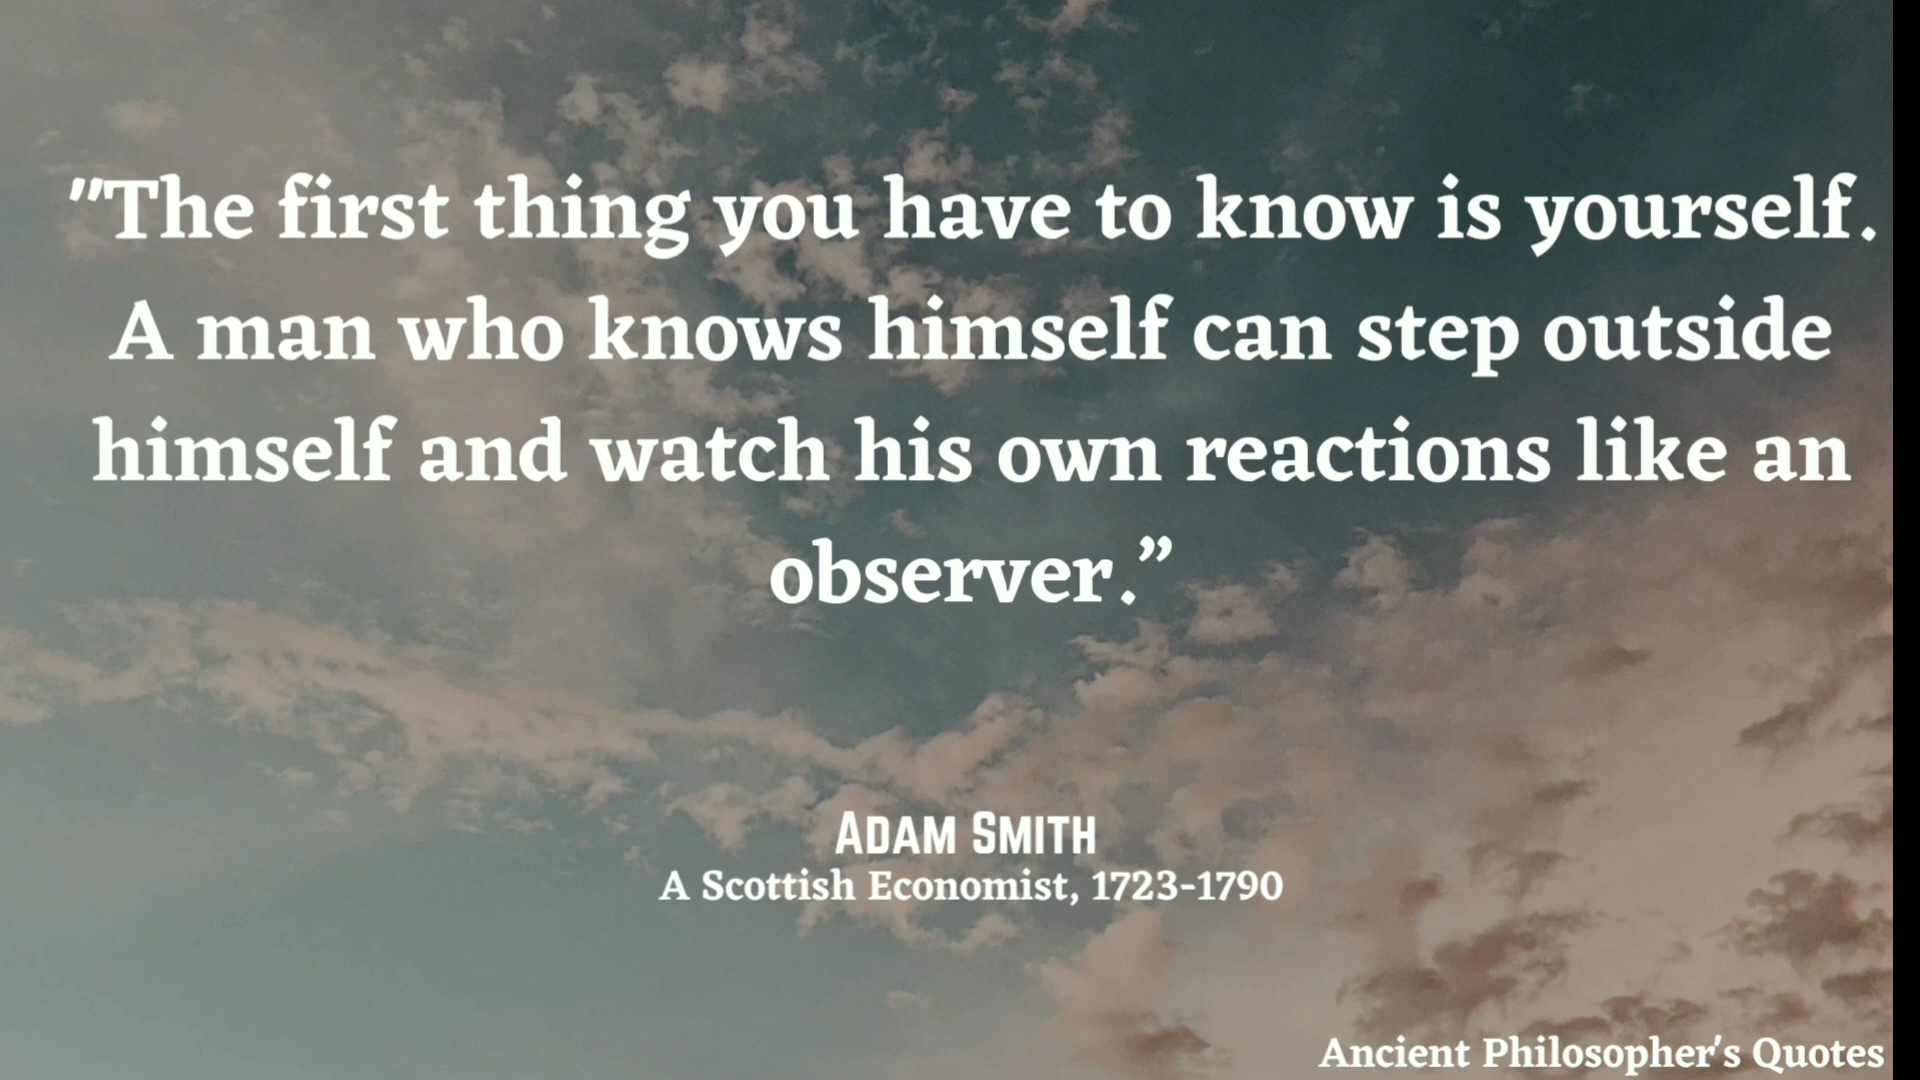 "The first thing you have to know is yourself.
A man who knows himself can step outside
himself and watch his own reactions like an
observer.”
Adam Smith
A Scottish Economist, 1723-1790
Ancient Philosopher's Quotes